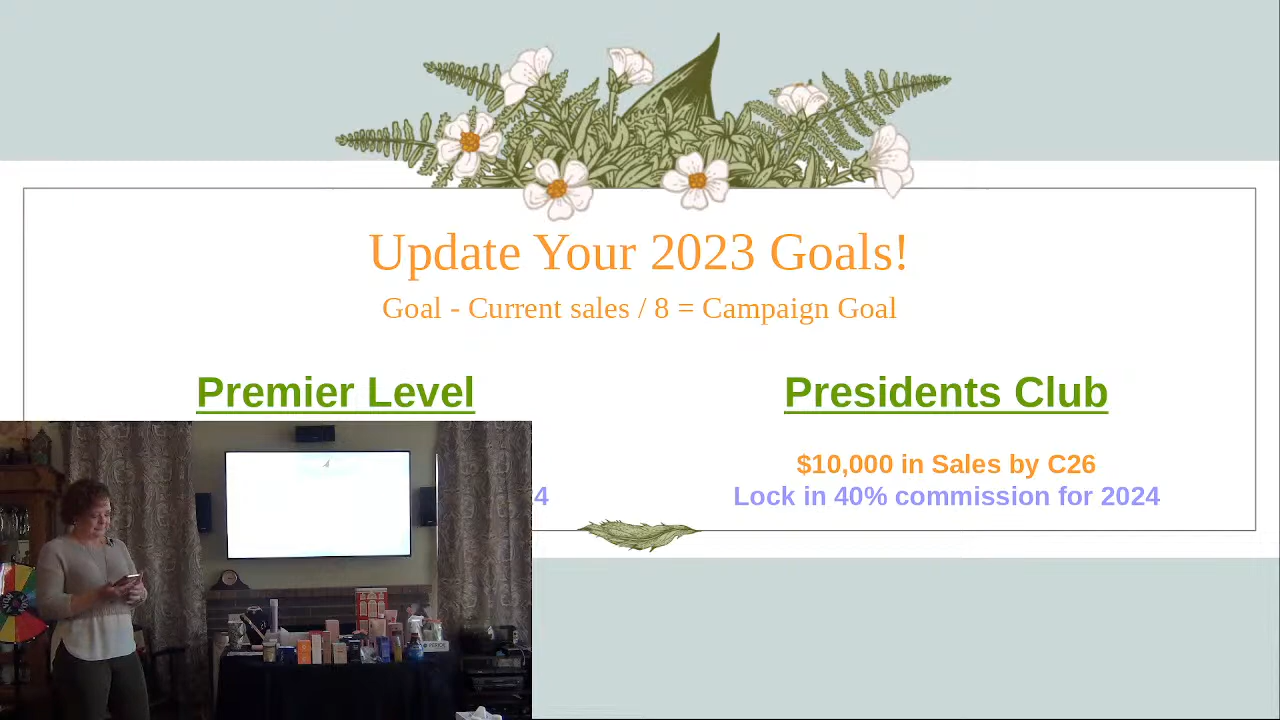 Update Your 2023 Goals!
Goal - Current sales / 8 = Campaign Goal
Premier Level
Presidents Club
$10,000 in Sales by C26
4
Lock in 40% commission for 2024